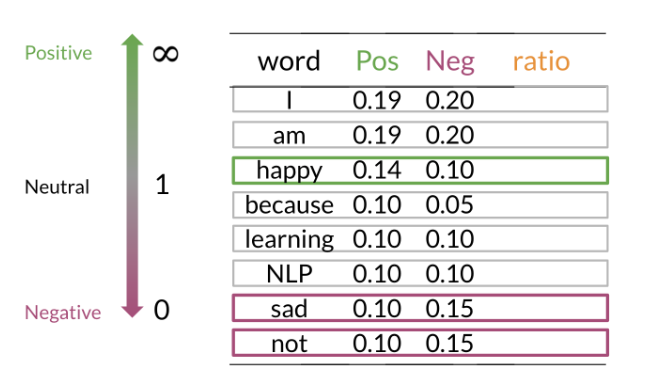 Positive ∞
Neutral 1
Negative 0
word Pos Neg ratio
I 0.19 0.20
am 0.19 0.20
happy 0.14 0.10
because 0.10 0.05
learning 0.10 0.10
NLP 0.10 0.10
sad 0.10 0.15
not 0.10 0.15